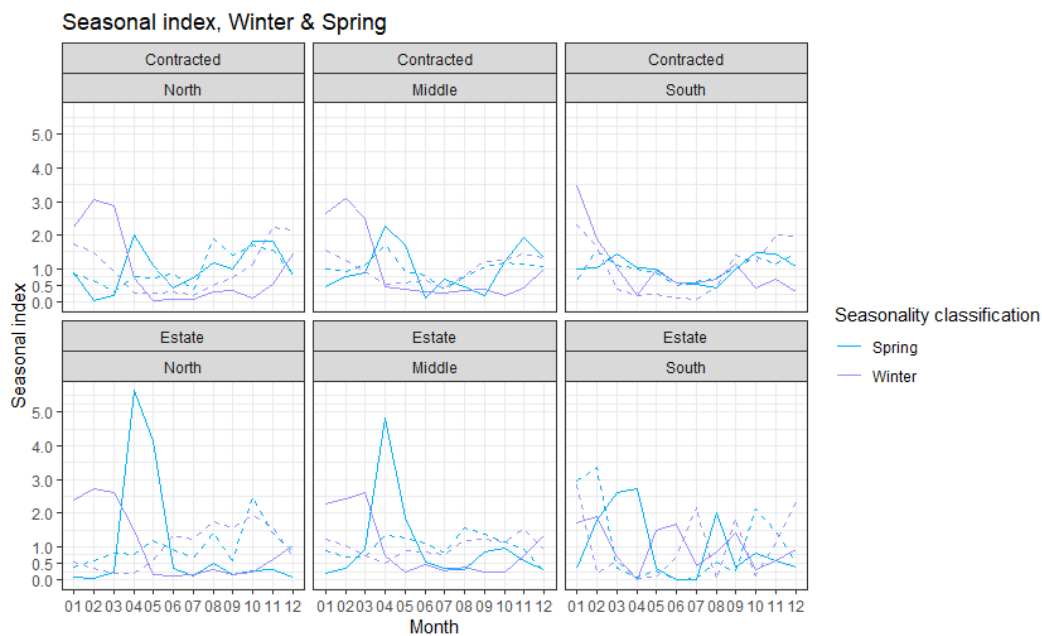 Seasonal index, Winter & Spring
Contracted Contracted Contracted
North Middle South
5.0
4.0
3.0
2.0
1.0
0.5
0.0
Estate Estate Estate
North Middle South
5.0
4.0
3.0
2.0
1.0
0.5
0.0
01 02 03 04 05 06 07 08 09 10 11 12 01 02 03 04 05 06 07 08 09 10 11 12 01 02 03 04 05 06 07 08 09 10 11 12
Month
Seasonal index
Seasonality classification
Spring
Winter